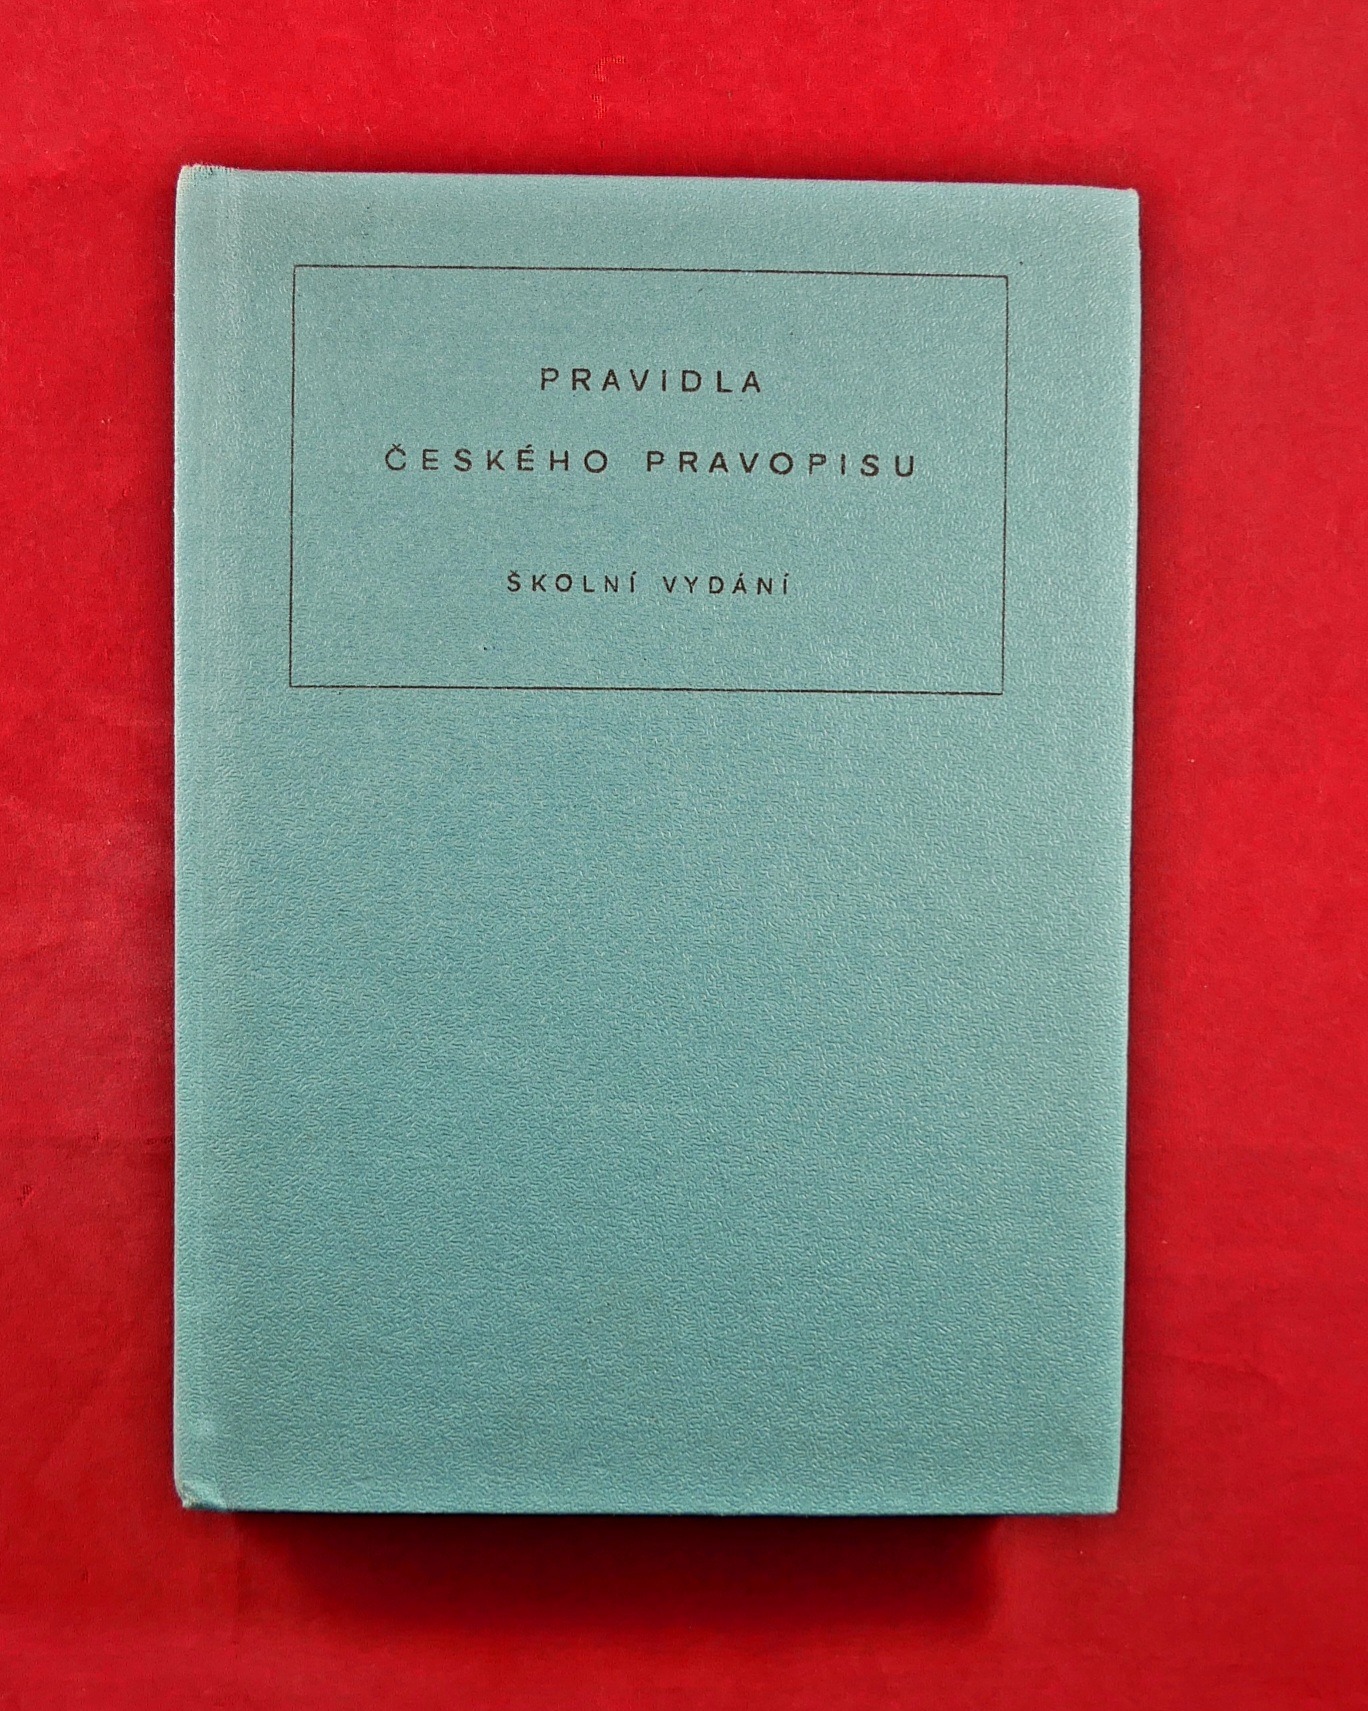 PRAVIDLA
ČESKÉHO PRAVOPISU
ŠKOLNÍ VYDÁNÍ